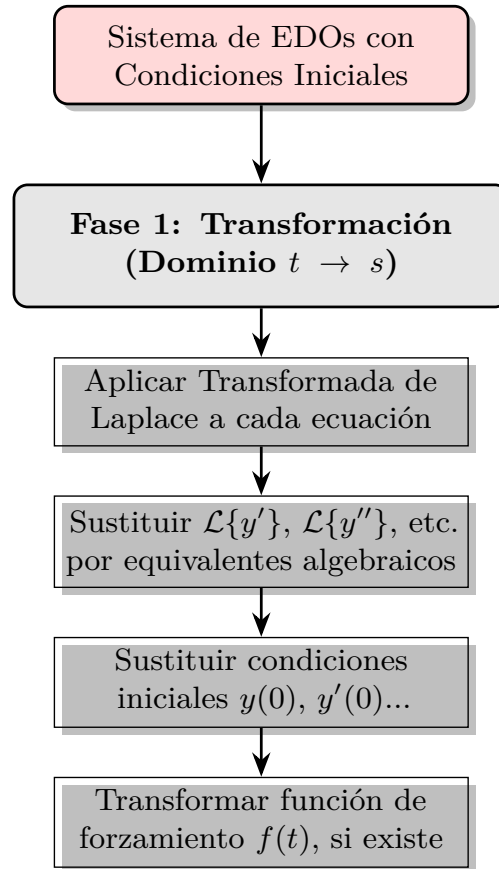 Sistema de EDOs con
Condiciones Iniciales
Fase 1: Transformación
(Dominio t → s)
Aplicar Transformada de
Laplace a cada ecuación
Sustituir ℒ{y′}, ℒ{y′′}, etc.
por equivalentes algebraicos
Sustituir condiciones
iniciales y(0), y′(0)...
Transformar función de
forzamiento f(t), si existe